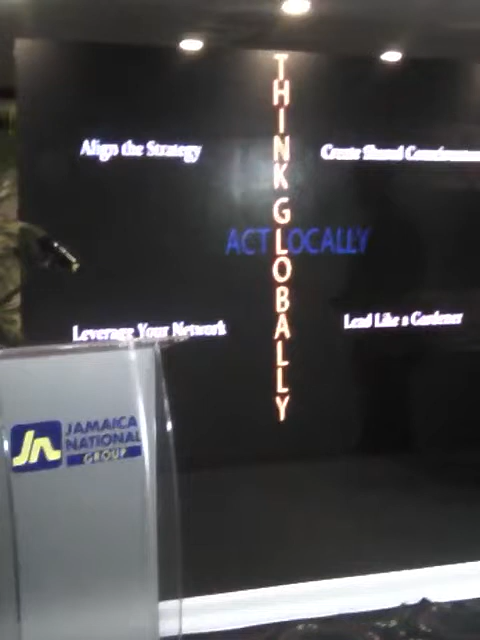 THINK GLOBALLY
Align the Strategy
Create Shared Consciousness
ACT LOCALLY
Leverage Your Network
Lead Like a Gardener
JN
JAMAICA
NATIONAL
GROUP